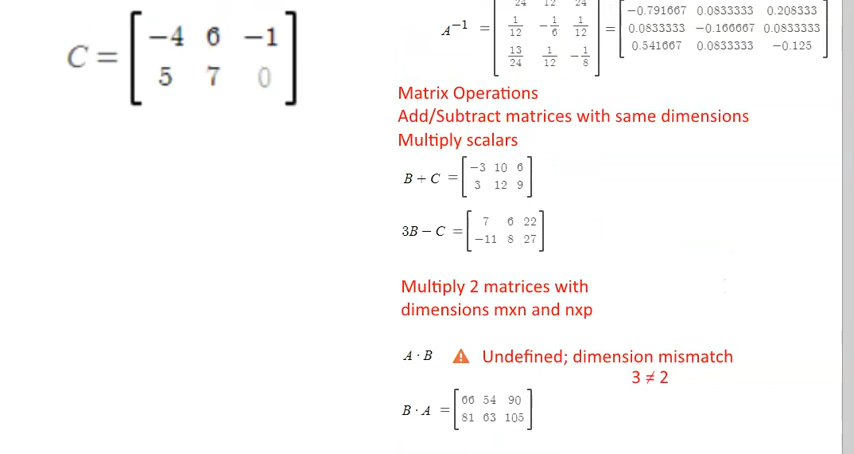 C = [ -4 6 -1
5 7 0 ]
24 12 24
A⁻¹ = [ 1/12 -1/6 1/12
13/24 1/12 -1/8 ]
= [ -0.791667 0.0833333 0.208333
0.0833333 -0.166667 0.0833333
0.541667 0.0833333 -0.125 ]
Matrix Operations
Add/Subtract matrices with same dimensions
Multiply scalars
B + C = [ -3 10 6
3 12 9 ]
3B - C = [ 7 6 22
-11 8 27 ]
Multiply 2 matrices with
dimensions mxn and nxp
A · B ⚠ Undefined; dimension mismatch
3 ≠ 2
B · A = [ 66 54 90
81 63 105 ]